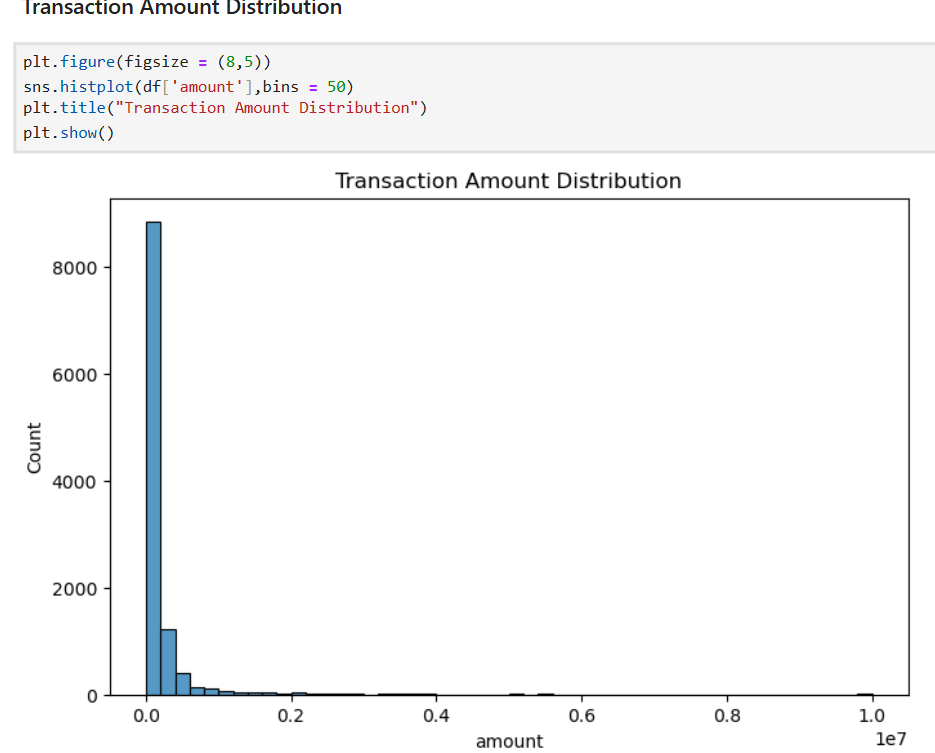 Transaction Amount Distribution
plt.figure(figsize = (8,5))
sns.histplot(df['amount'],bins = 50)
plt.title("Transaction Amount Distribution")
plt.show()
Transaction Amount Distribution
8000
6000
4000
2000
0
Count
0.0 0.2 0.4 0.6 0.8 1.0
1e7
amount